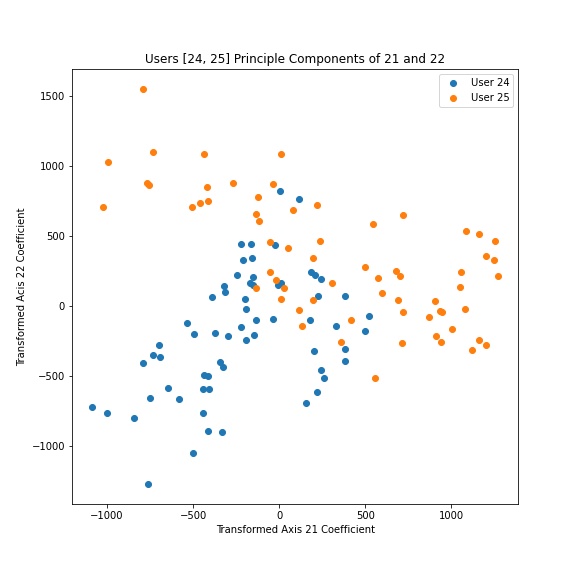 Users [24, 25] Principle Components of 21 and 22
User 24
User 25
Transformed Acis 22 Coefficient
1500
1000
500
0
−500
−1000
−1000
−500
0
500
1000
Transformed Axis 21 Coefficient